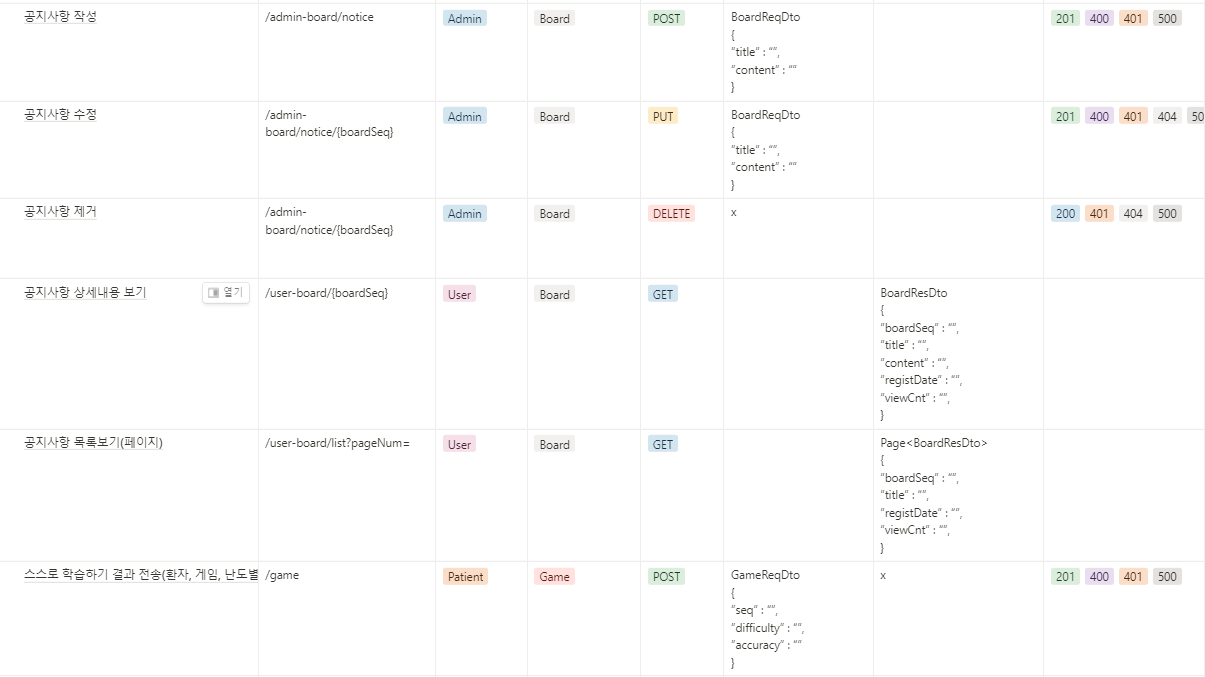 공지사항 작성 /admin-board/notice Admin Board POST BoardReqDto 201 400 401 500
{
"title" : "",
"content" : ""
}
공지사항 수정 /admin- Admin Board PUT BoardReqDto 201 400 401 404 50
board/notice/{boardSeq} {
"title" : "",
"content" : ""
}
공지사항 제거 /admin- Admin Board DELETE x 200 401 404 500
board/notice/{boardSeq}
공지사항 상세내용 보기 열기 /user-board/{boardSeq} User Board GET BoardResDto
{
"boardSeq" : "",
"title" : "",
"content" : "",
"registDate" : "",
"viewCnt" : "",
}
공지사항 목록보기(페이지) /user-board/list?pageNum= User Board GET Page<BoardResDto>
{
"boardSeq" : "",
"title" : "",
"registDate" : "",
"viewCnt" : "",
}
스스로 학습하기 결과 전송(환자, 게임, 난도별 /game Patient Game POST GameReqDto x 201 400 401 500
{
"seq" : "",
"difficulty" : "",
"accuracy" : ""
}